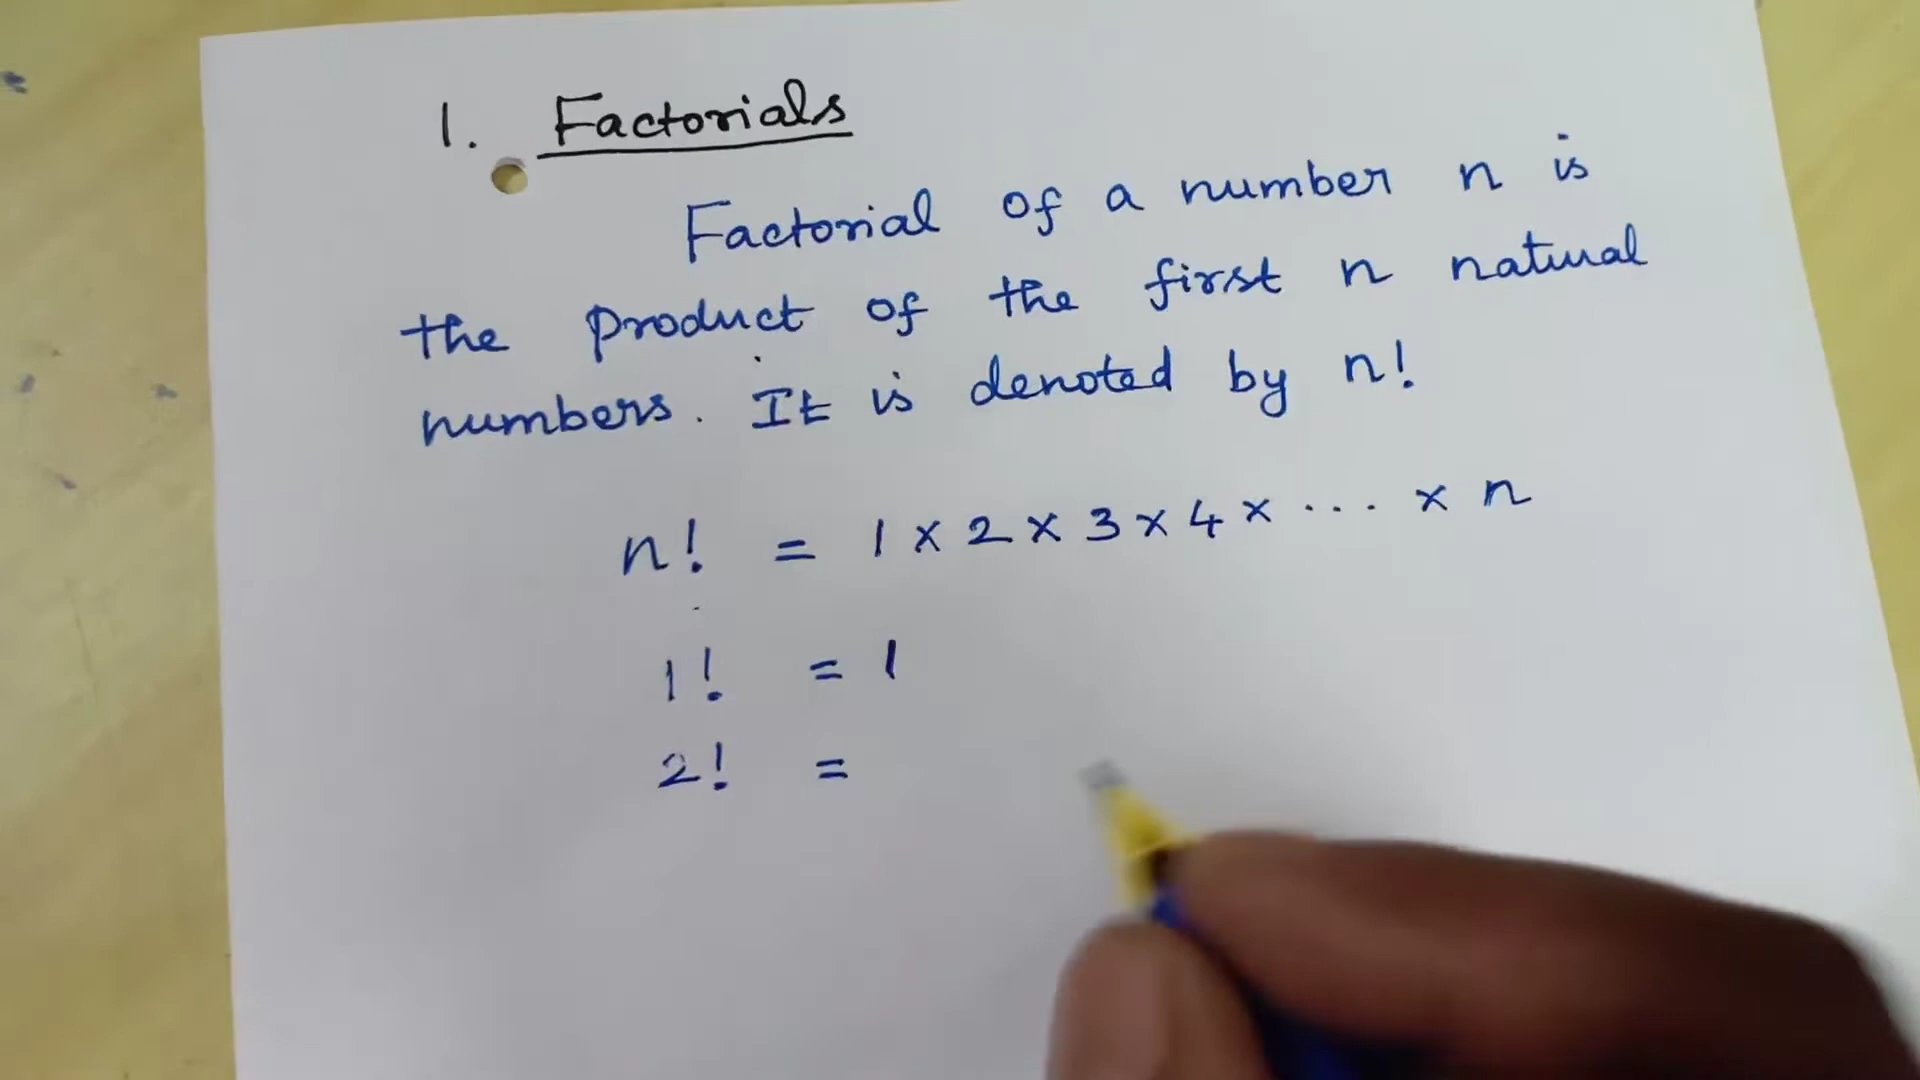 1. Factorials
Factorial of a number n is
the product of the first n natural
numbers. It is denoted by n!
n! = 1 × 2 × 3 × 4 × ... × n
1! = 1
2! =